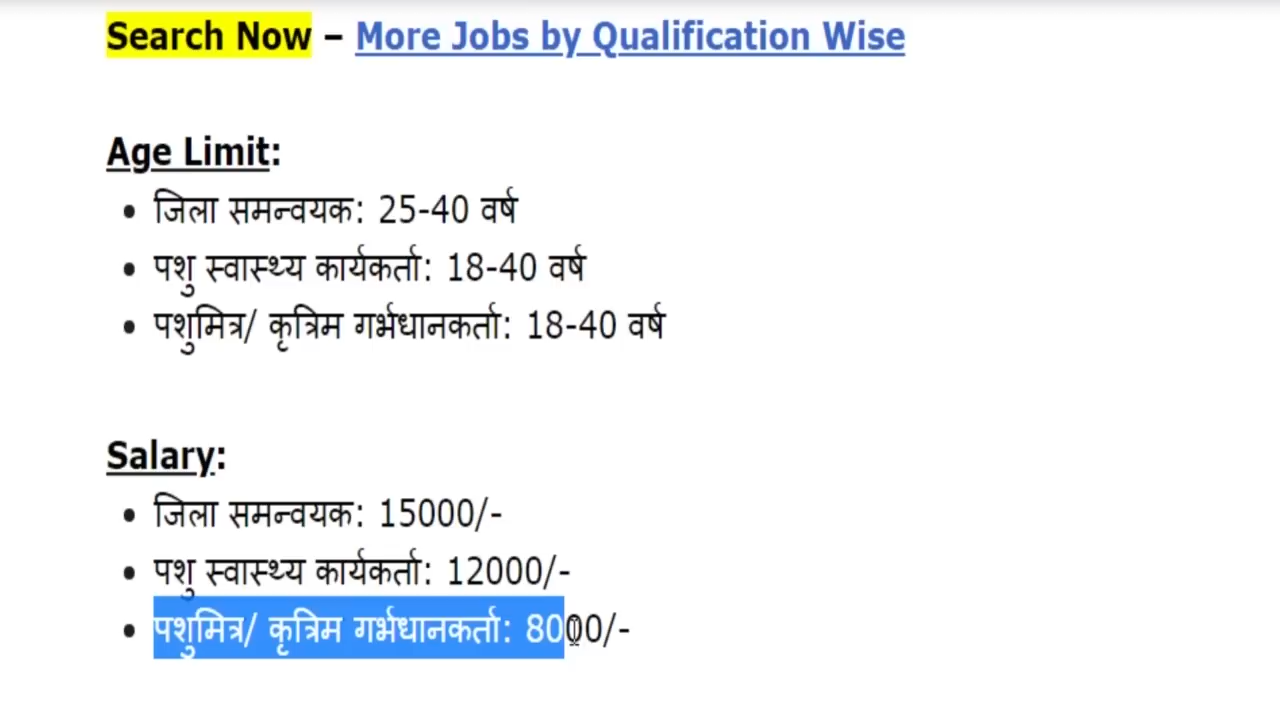 Search Now – More Jobs by Qualification Wise
Age Limit:
• जिला समन्वयक: 25-40 वर्ष
• पशु स्वास्थ्य कार्यकर्ता: 18-40 वर्ष
• पशुमित्र/ कृत्रिम गर्भधानकर्ता: 18-40 वर्ष
Salary:
• जिला समन्वयक: 15000/-
• पशु स्वास्थ्य कार्यकर्ता: 12000/-
• पशुमित्र/ कृत्रिम गर्भधानकर्ता: 8000/-